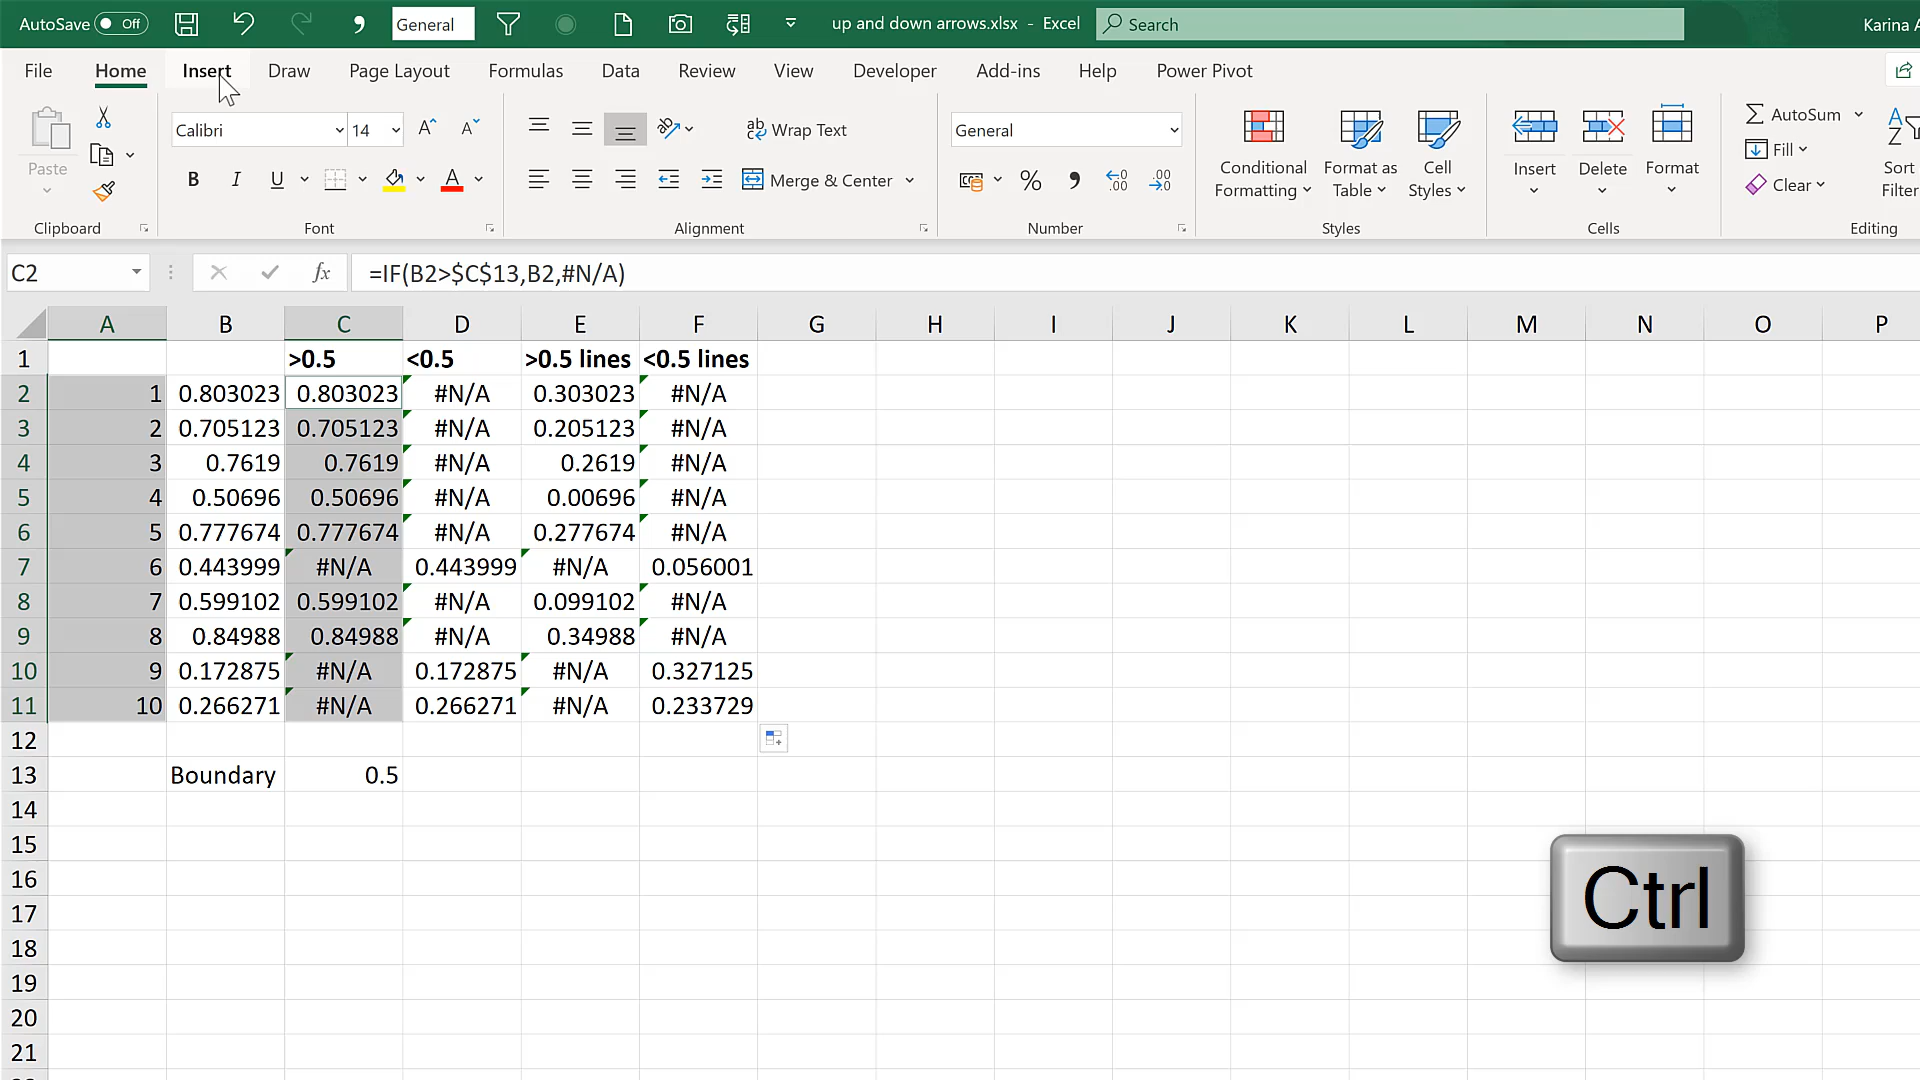 AutoSave Off General up and down arrows.xlsx - Excel Search Karina A
File Home Insert Draw Page Layout Formulas Data Review View Developer Add-ins Help Power Pivot
Paste
Clipboard
Calibri 14
B I U A
Font
Wrap Text
Merge & Center
Alignment
General
Number
Conditional Formatting
Format as Table
Cell Styles
Styles
Insert Delete Format
Cells
AutoSum
Fill
Clear
Sort
Filter
Editing
C2 fx =IF(B2>$C$13,B2,#N/A)
A B C D E F G H I J K L M N O P
1 >0.5 <0.5 >0.5 lines <0.5 lines
2 1 0.803023 0.803023 #N/A 0.303023 #N/A
3 2 0.705123 0.705123 #N/A 0.205123 #N/A
4 3 0.7619 0.7619 #N/A 0.2619 #N/A
5 4 0.50696 0.50696 #N/A 0.00696 #N/A
6 5 0.777674 0.777674 #N/A 0.277674 #N/A
7 6 0.443999 #N/A 0.443999 #N/A 0.056001
8 7 0.599102 0.599102 #N/A 0.099102 #N/A
9 8 0.84988 0.84988 #N/A 0.34988 #N/A
10 9 0.172875 #N/A 0.172875 #N/A 0.327125
11 10 0.266271 #N/A 0.266271 #N/A 0.233729
12
13 Boundary 0.5
14
15
16
17
18
19
20
21
Ctrl